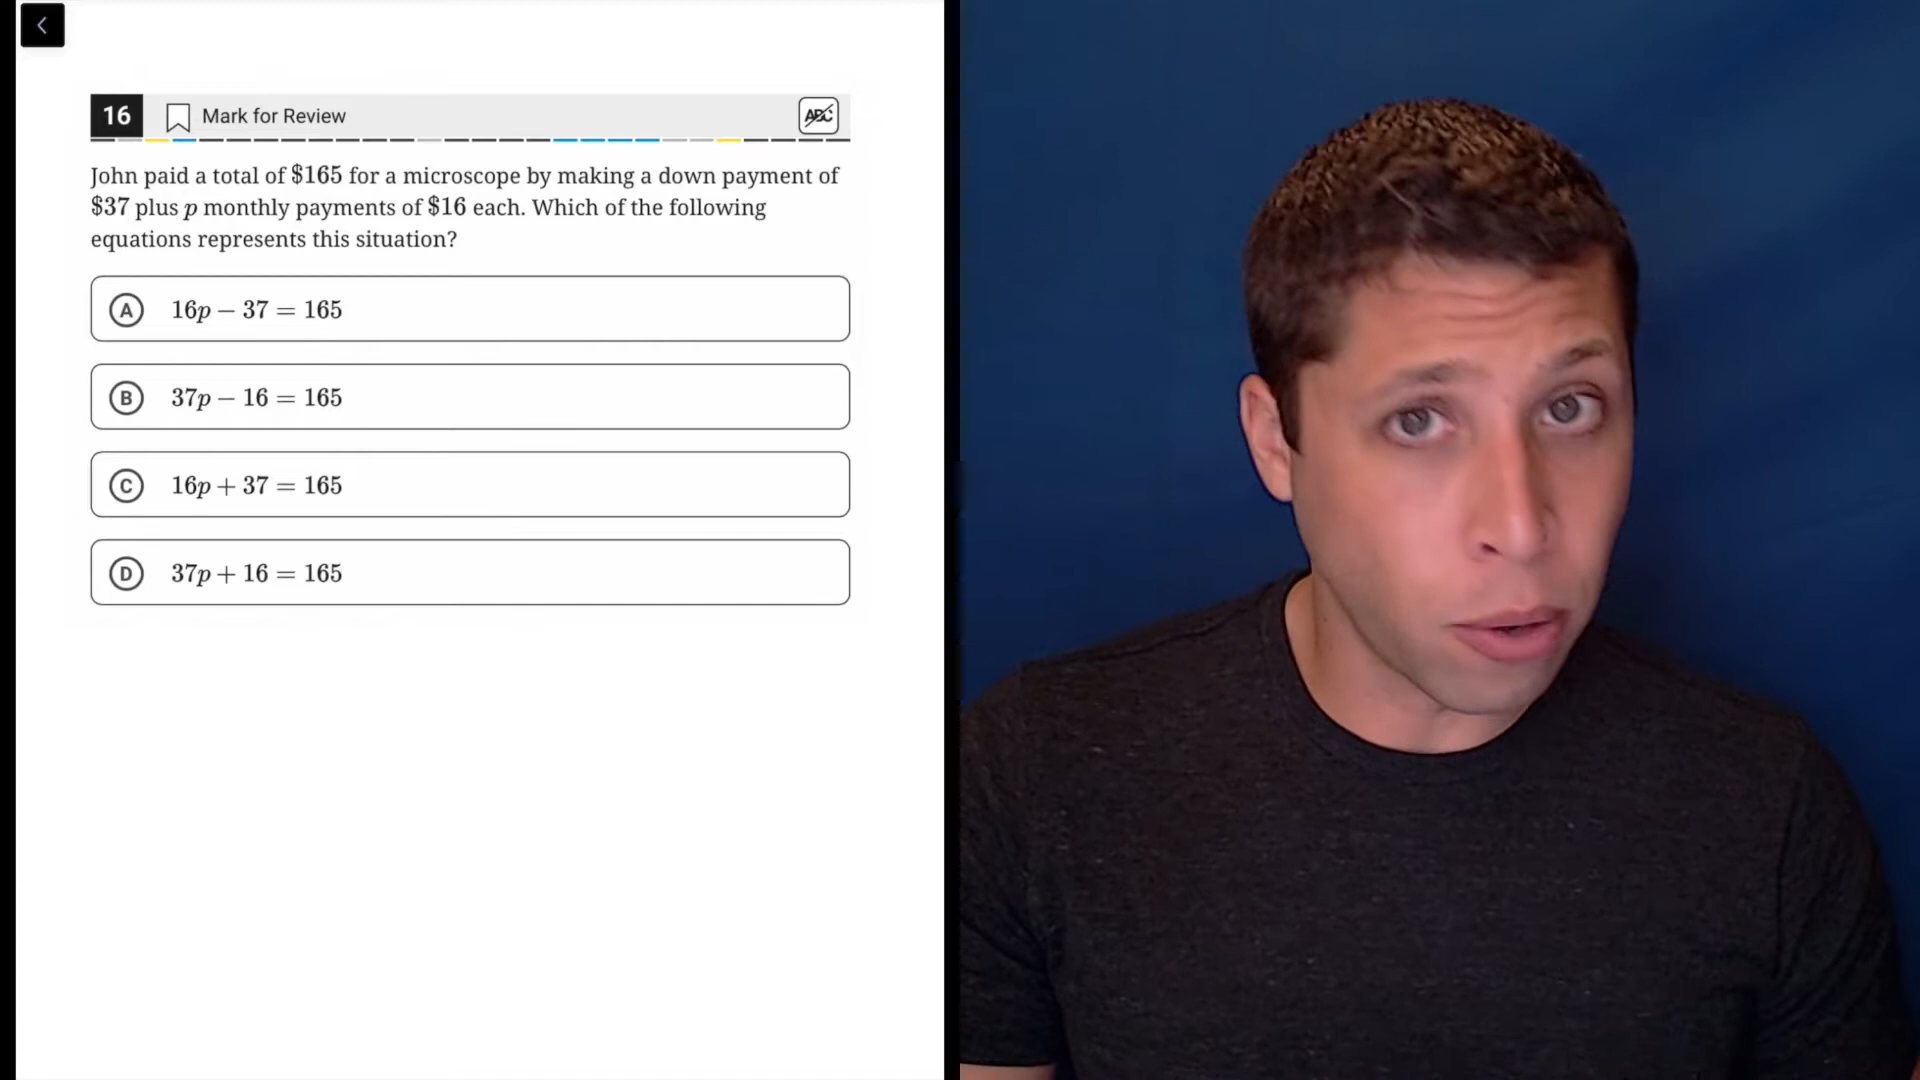 16 Mark for Review ABC
John paid a total of $165 for a microscope by making a down payment of
$37 plus p monthly payments of $16 each. Which of the following
equations represents this situation?
A 16p − 37 = 165
B 37p − 16 = 165
C 16p + 37 = 165
D 37p + 16 = 165